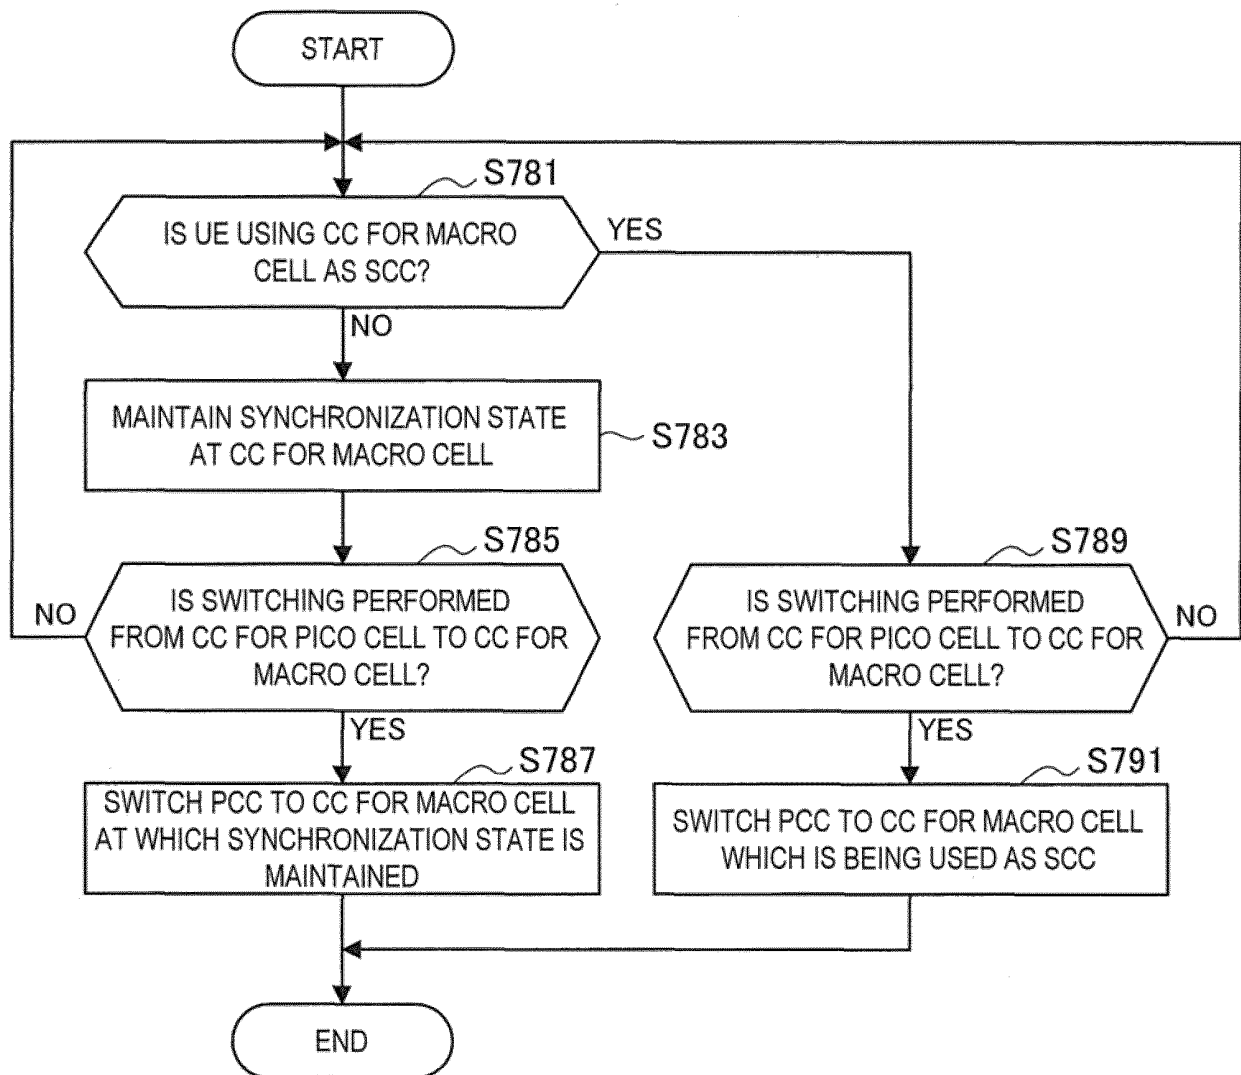 START
S781
IS UE USING CC FOR MACRO
CELL AS SCC?
YES
NO
MAINTAIN SYNCHRONIZATION STATE
AT CC FOR MACRO CELL
S783
S785
IS SWITCHING PERFORMED
FROM CC FOR PICO CELL TO CC FOR
MACRO CELL?
NO
YES
S789
IS SWITCHING PERFORMED
FROM CC FOR PICO CELL TO CC FOR
MACRO CELL?
NO
YES
S787
SWITCH PCC TO CC FOR MACRO CELL
AT WHICH SYNCHRONIZATION STATE IS
MAINTAINED
S791
SWITCH PCC TO CC FOR MACRO CELL
WHICH IS BEING USED AS SCC
END